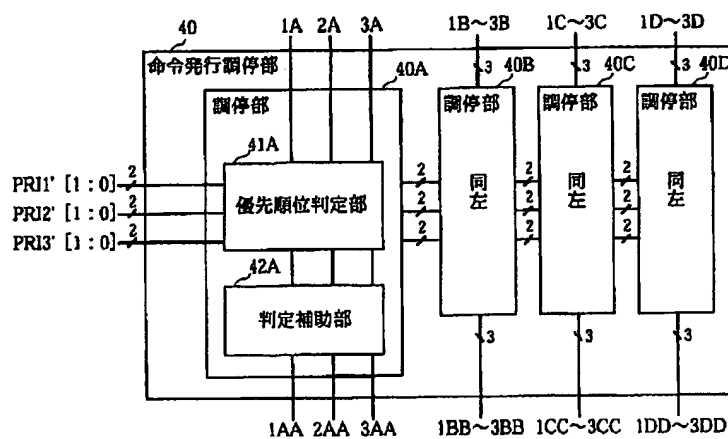 40
1A 2A 3A 1B～3B 1C～3C 1D～3D
命令発行調停部
40A
調停部
41A
優先順位判定部
42A
判定補助部
3
40B
調停部
同左
3
40C
調停部
同左
3
40D
調停部
同左
PRI1' [1:0] 2
PRI2' [1:0] 2
PRI3' [1:0] 2
2 2 2
2 2 2
2 2 2
3 3 3
1AA 2AA 3AA 1BB～3BB 1CC～3CC 1DD～3DD